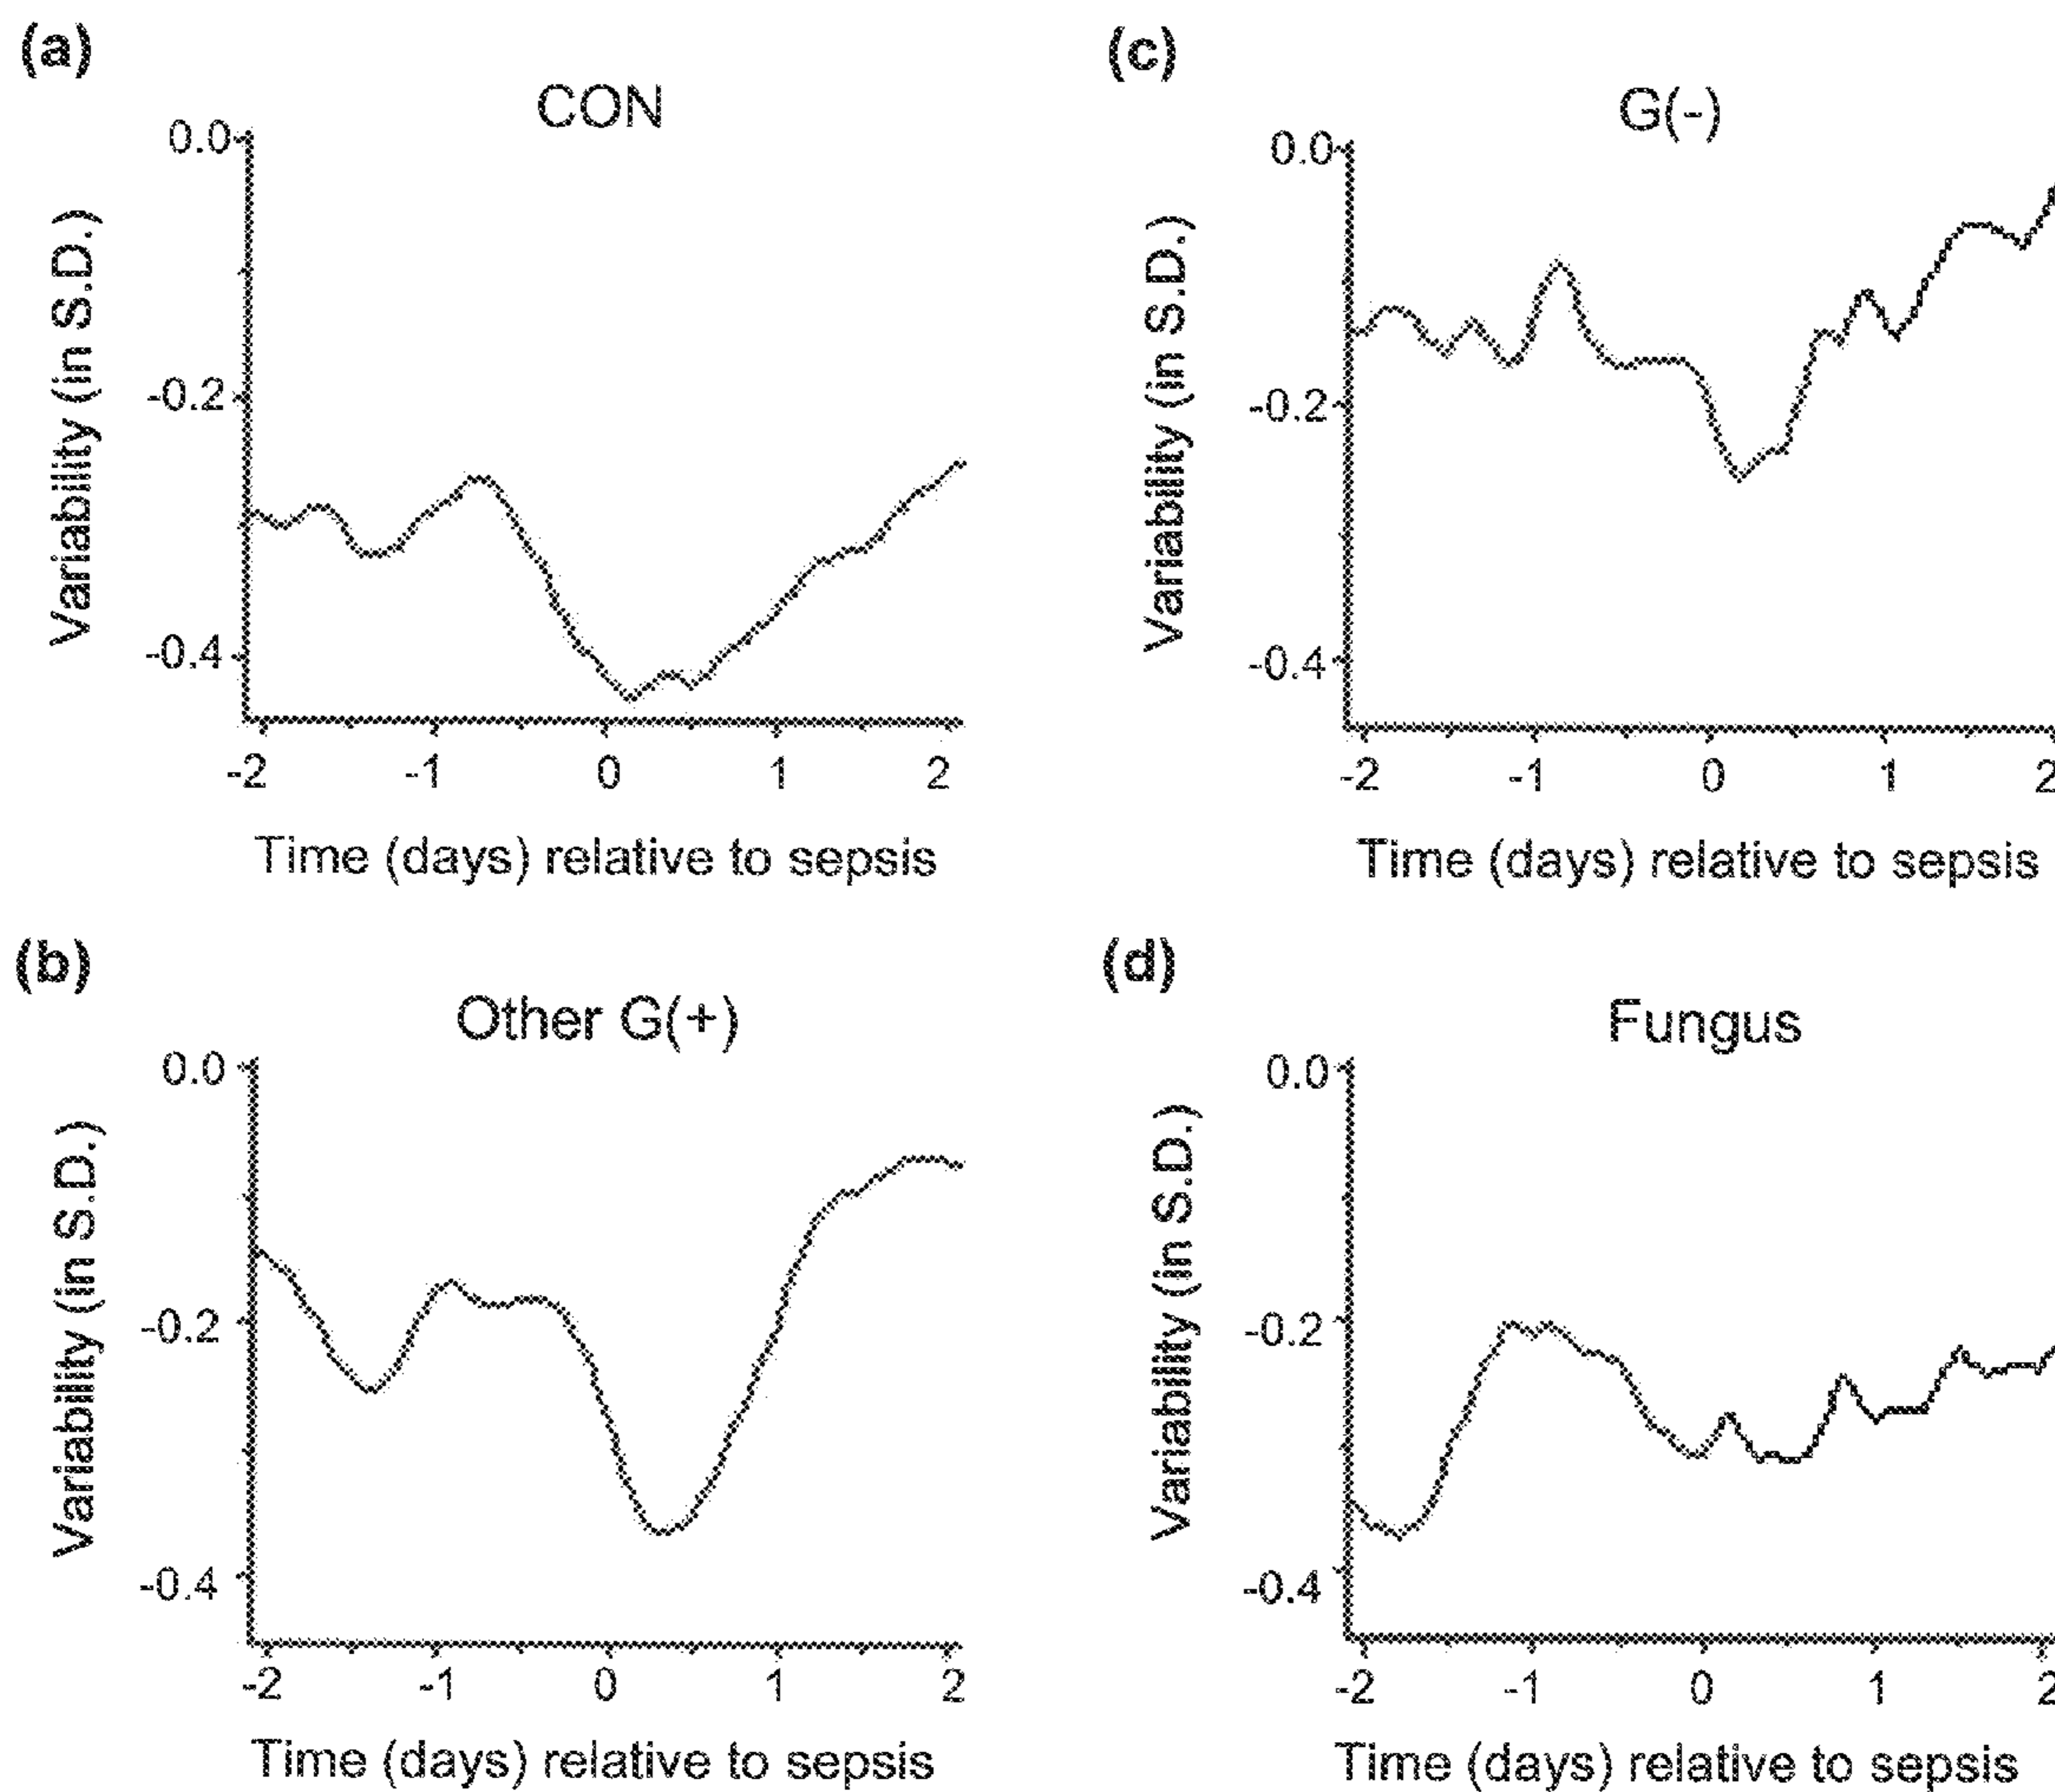 (a)
CON
Variability (in S.D.)
0.0
-0.2
-0.4
-2 -1 0 1 2
Time (days) relative to sepsis
(b)
Other G(+)
Variability (in S.D.)
0.0
-0.2
-0.4
-2 -1 0 1 2
Time (days) relative to sepsis
(c)
G(-)
Variability (in S.D.)
0.0
-0.2
-0.4
-2 -1 0 1 2
Time (days) relative to sepsis
(d)
Fungus
Variability (in S.D.)
0.0
-0.2
-0.4
-2 -1 0 1 2
Time (days) relative to sepsis